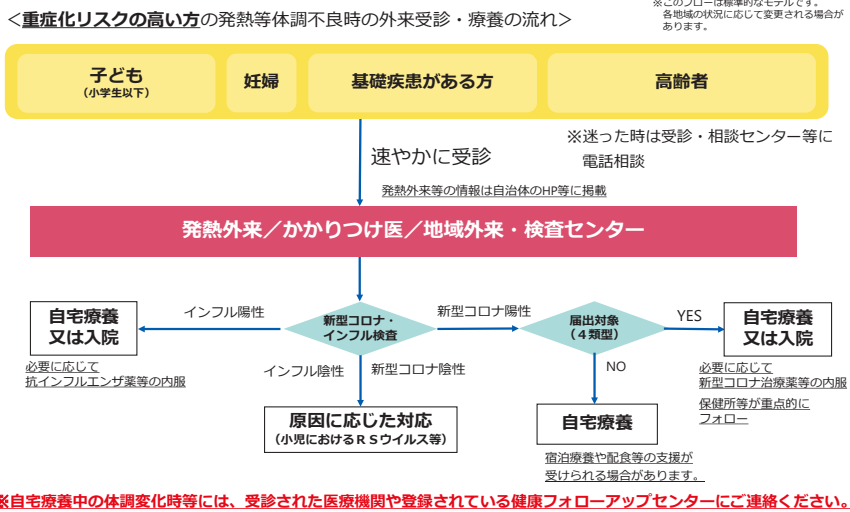 ※このフローは標準的なモデルです。
各地域の状況に応じて変更される場合が
あります。
＜重症化リスクの高い方の発熱等体調不良時の外来受診・療養の流れ＞
子ども
（小学生以下）
妊婦
基礎疾患がある方
高齢者
速やかに受診
※迷った時は受診・相談センター等に
電話相談
発熱外来等の情報は自治体のHP等に掲載
発熱外来／かかりつけ医／地域外来・検査センター
自宅療養
又は入院
インフル陽性
新型コロナ・
インフル検査
新型コロナ陽性
届出対象
（４類型）
YES
自宅療養
又は入院
必要に応じて
抗インフルエンザ薬等の内服
インフル陰性
新型コロナ陰性
NO
必要に応じて
新型コロナ治療薬等の内服
保健所等が重点的に
フォロー
原因に応じた対応
（小児におけるＲＳウイルス等）
自宅療養
宿泊療養や配食等の支援が
受けられる場合があります。
※自宅療養中の体調変化時等には、受診された医療機関や登録されている健康フォローアップセンターにご連絡ください。